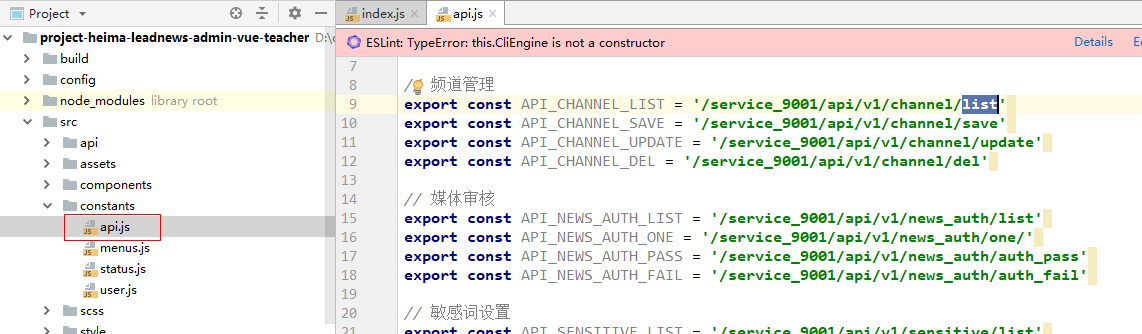 Project
index.js
api.js
project-heima-leadnews-admin-vue-teacher
ESLint: TypeError: this.CliEngine is not a constructor
Details
build
config
node_modules library root
src
api
assets
components
constants
api.js
menus.js
status.js
user.js
scss
style
7
8 // 频道管理
9 export const API_CHANNEL_LIST = '/service_9001/api/v1/channel/list'
10 export const API_CHANNEL_SAVE = '/service_9001/api/v1/channel/save'
11 export const API_CHANNEL_UPDATE = '/service_9001/api/v1/channel/update'
12 export const API_CHANNEL_DEL = '/service_9001/api/v1/channel/del'
13
14 // 媒体审核
15 export const API_NEWS_AUTH_LIST = '/service_9001/api/v1/news_auth/list'
16 export const API_NEWS_AUTH_ONE = '/service_9001/api/v1/news_auth/one/'
17 export const API_NEWS_AUTH_PASS = '/service_9001/api/v1/news_auth/auth_pass'
18 export const API_NEWS_AUTH_FAIL = '/service_9001/api/v1/news_auth/auth_fail'
19
20 // 敏感词设置
21 export const API_SENSITIVE_LIST = '/service_9001/api/v1/sensitive/list'